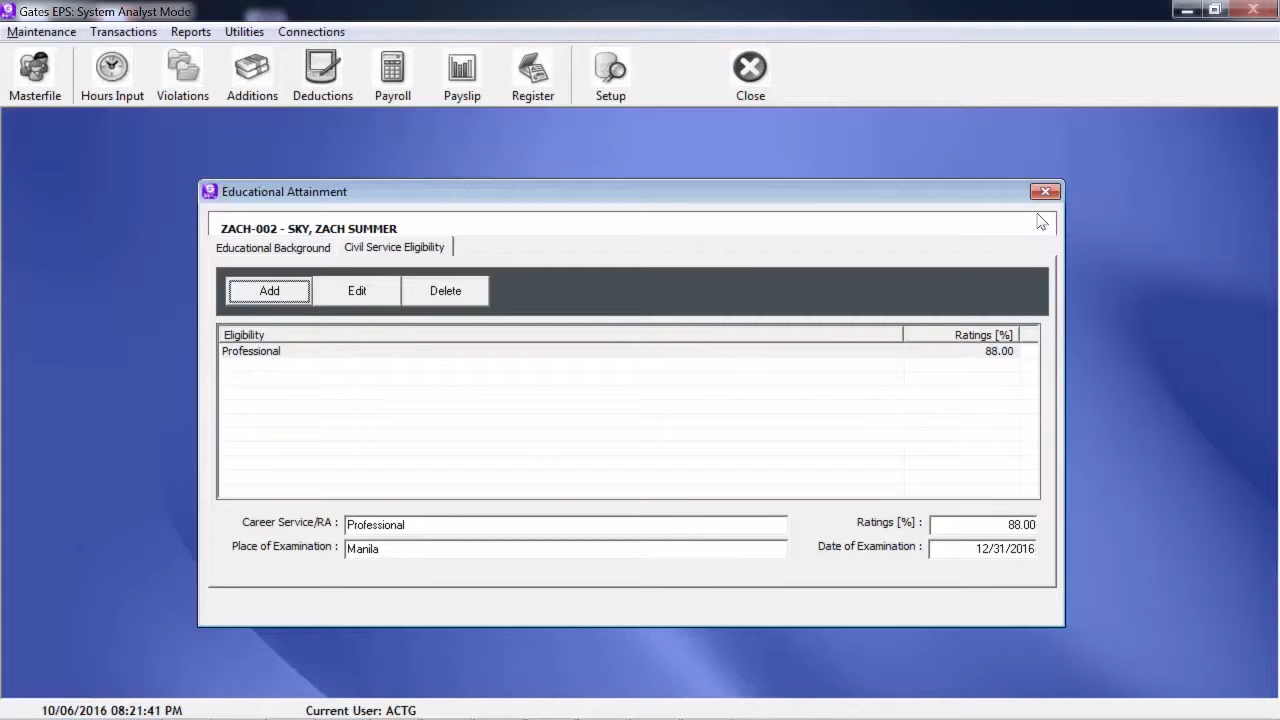 Gates EPS: System Analyst Mode
Maintenance Transactions Reports Utilities Connections
Masterfile Hours Input Violations Additions Deductions Payroll Payslip Register Setup Close
Educational Attainment
ZACH-002 - SKY, ZACH SUMMER
Educational Background Civil Service Eligibility
Add Edit Delete
Eligibility Ratings [%]
Professional 88.00
Career Service/RA : Professional Ratings [%] : 88.00
Place of Examination : Manila Date of Examination : 12/31/2016
10/06/2016 08:21:41 PM Current User: ACTG